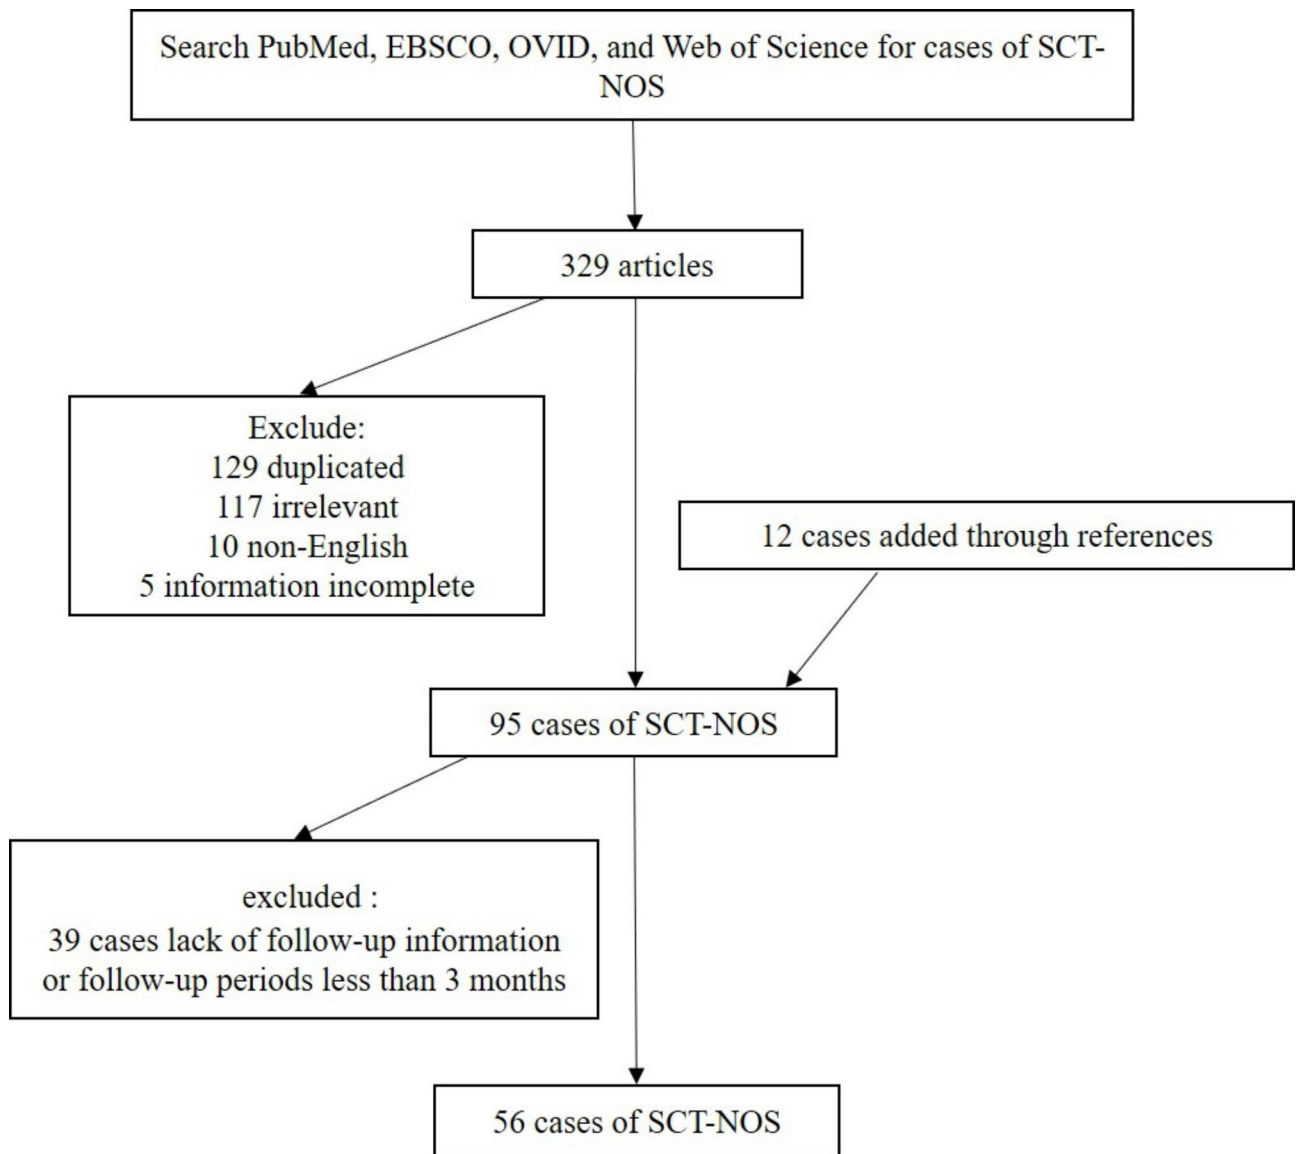 Search PubMed, EBSCO, OVID, and Web of Science for cases of SCT-
NOS
329 articles
Exclude:
129 duplicated
117 irrelevant
10 non-English
5 information incomplete
12 cases added through references
95 cases of SCT-NOS
excluded :
39 cases lack of follow-up information
or follow-up periods less than 3 months
56 cases of SCT-NOS